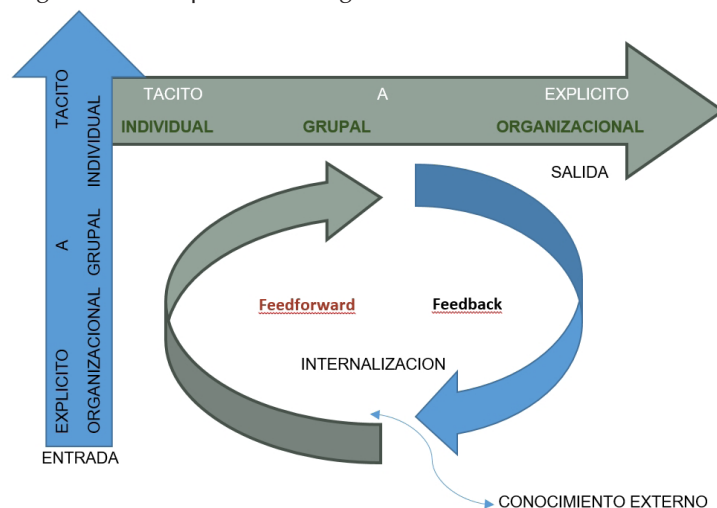 TACITO A EXPLICITO
INDIVIDUAL GRUPAL ORGANIZACIONAL
SALIDA
EXPLICITO A TACITO
ORGANIZACIONAL GRUPAL INDIVIDUAL
ENTRADA
Feedforward Feedback
INTERNALIZACION
CONOCIMIENTO EXTERNO